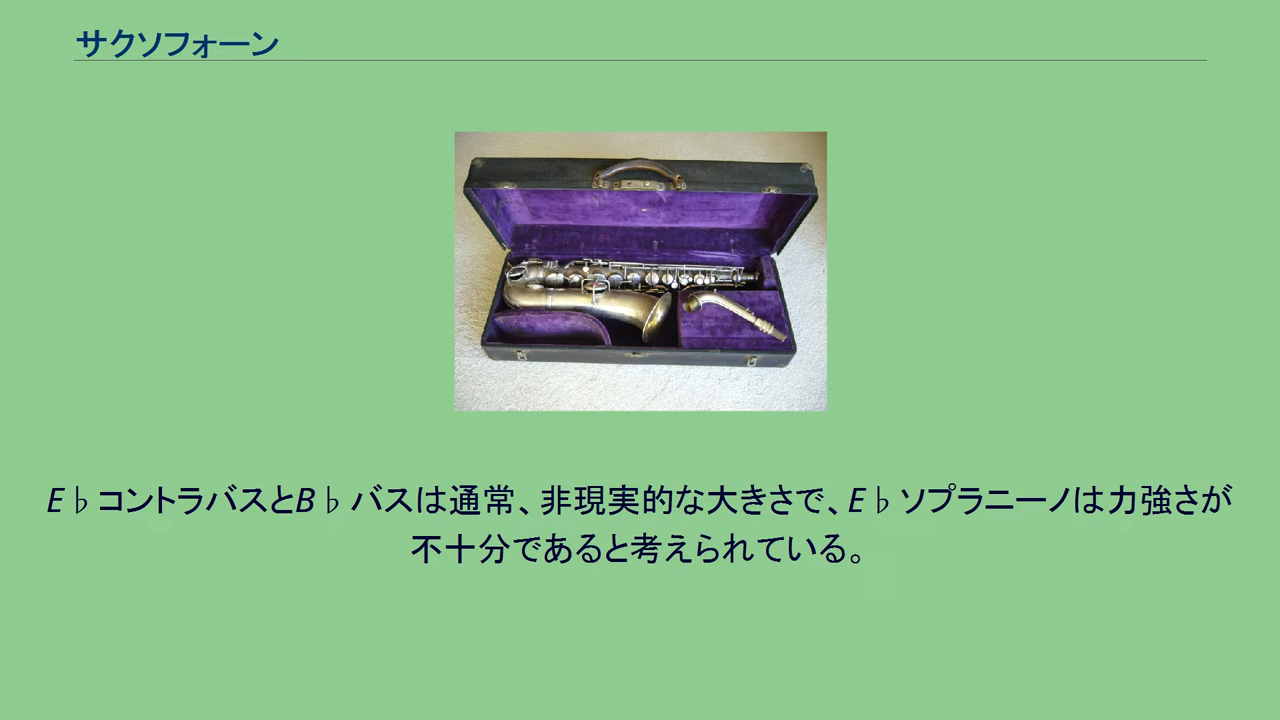 サクソフォーン
E♭コントラバスとB♭バスは通常、非現実的な大きさで、E♭ソプラニーノは力強さが
不十分であると考えられている。